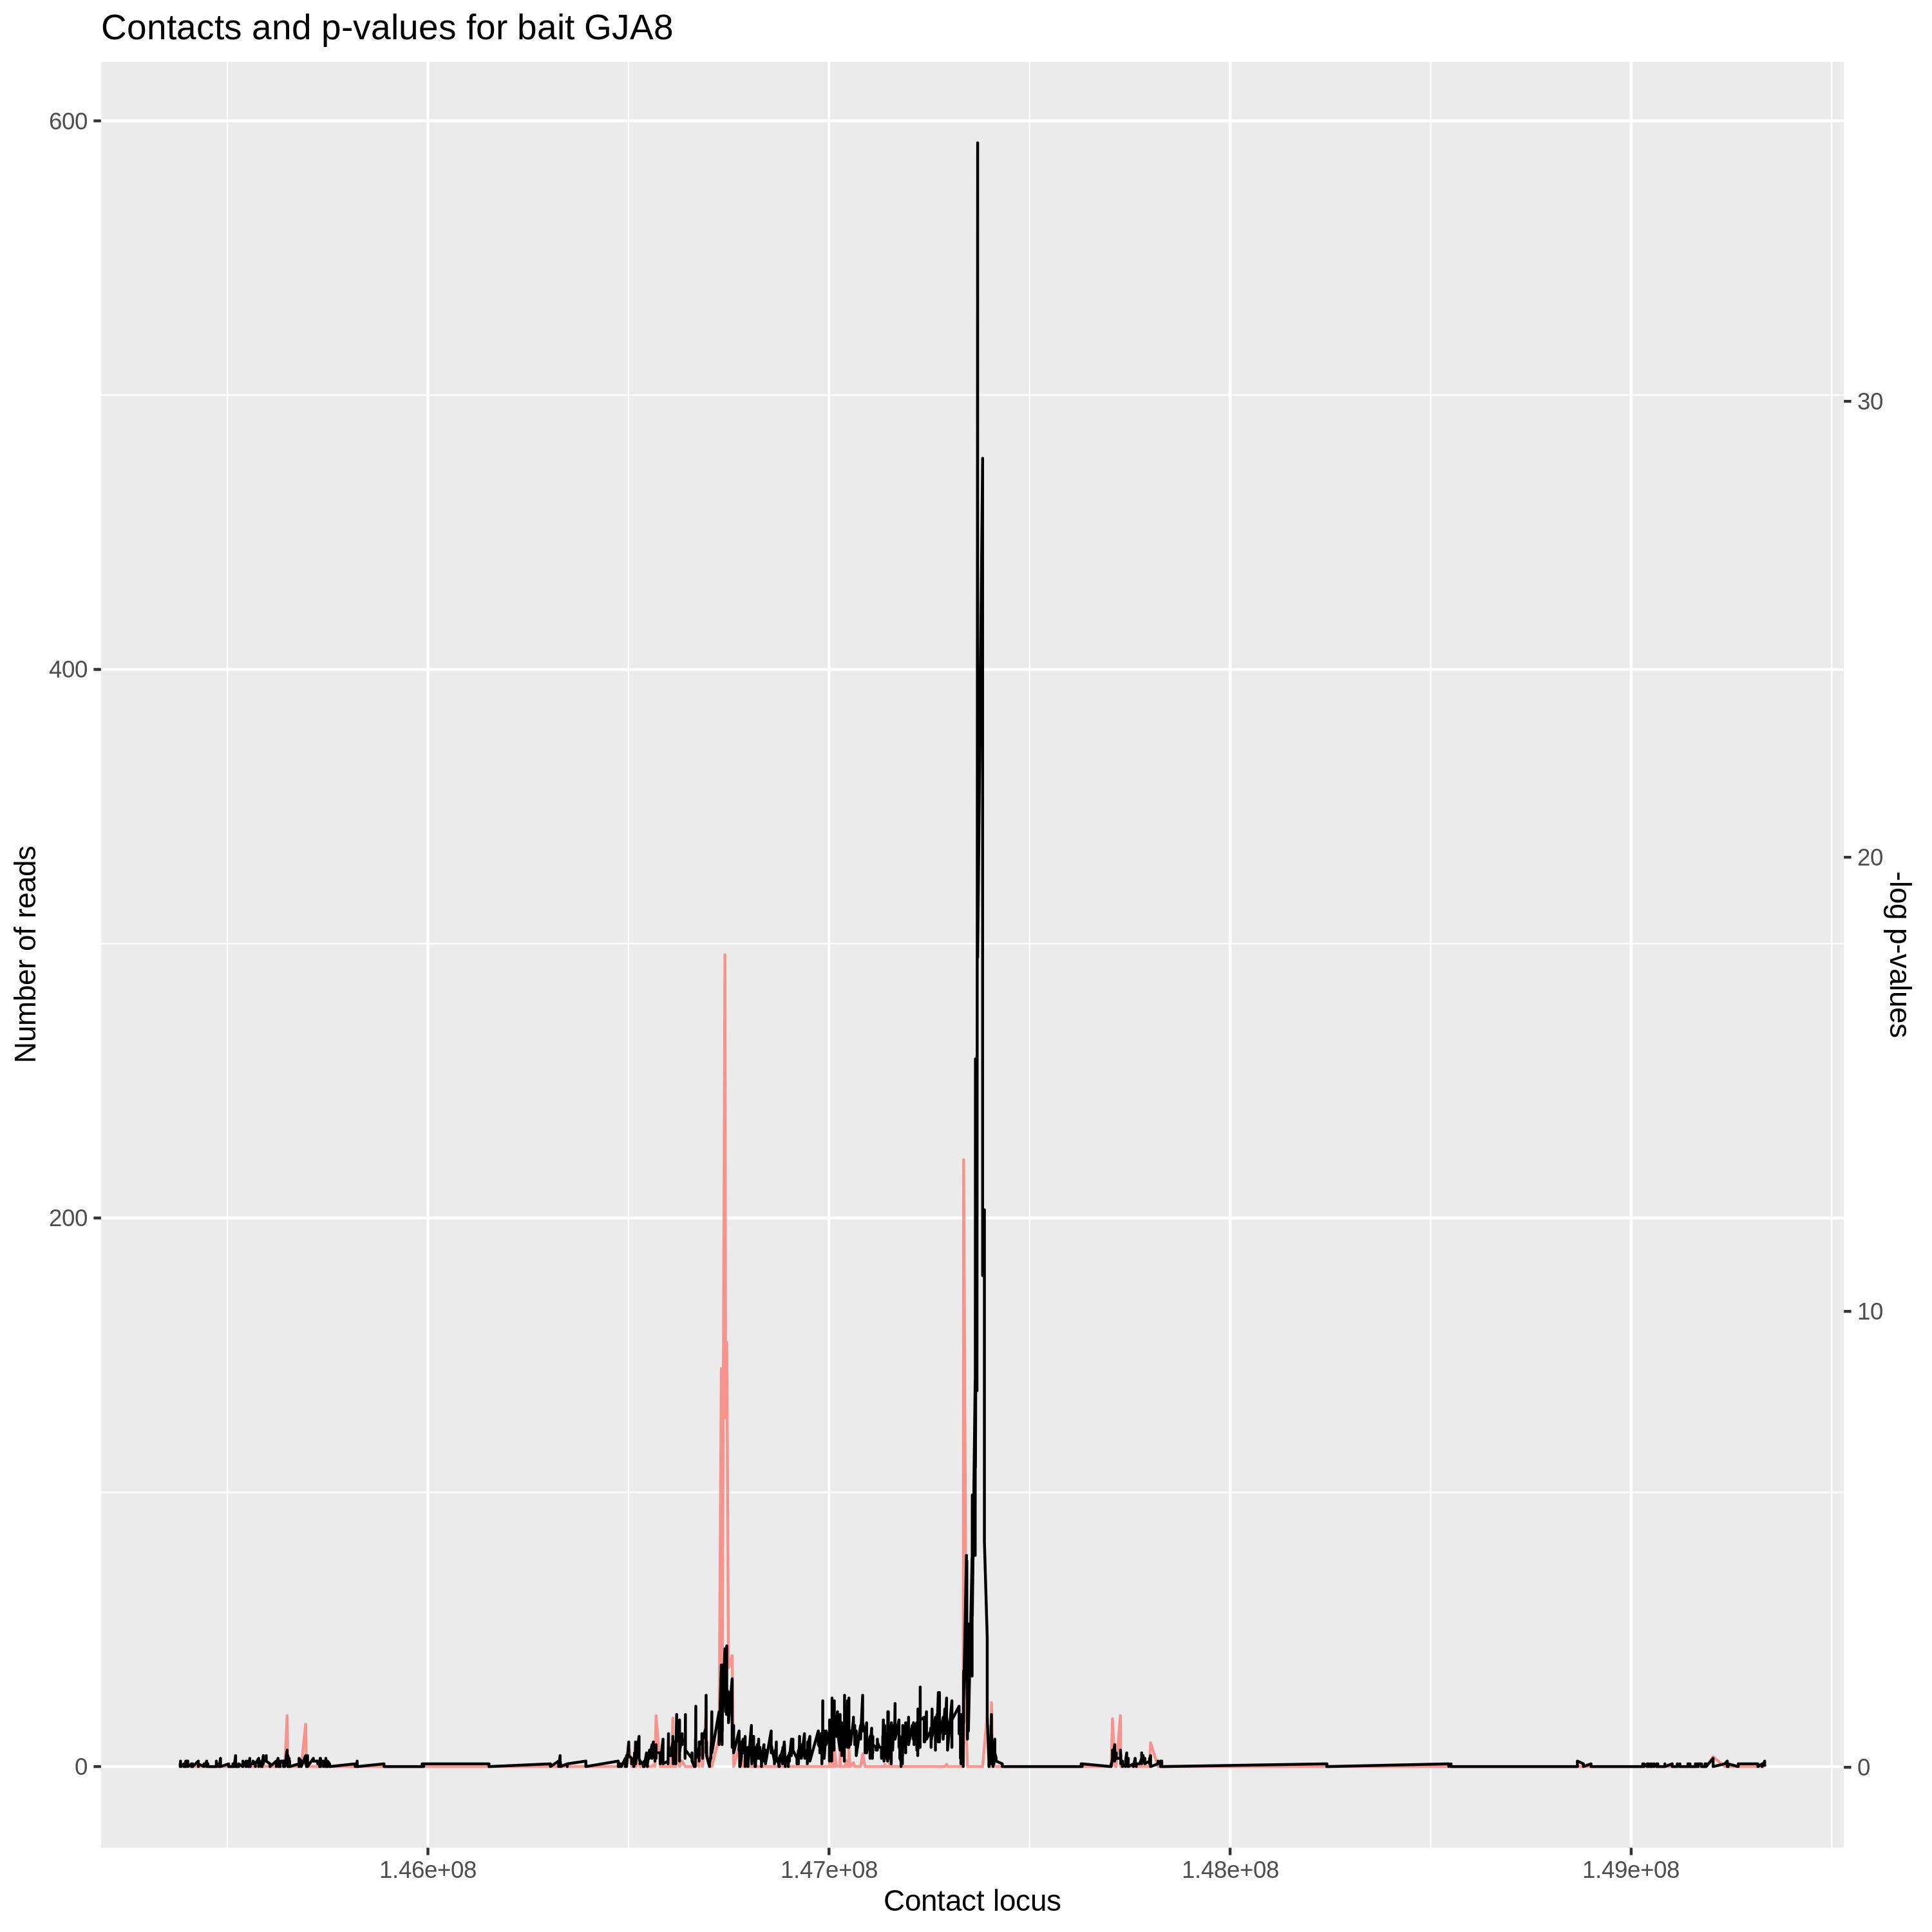 Contacts and p-values for bait GJA8
600
400
200
0
Number of reads
30
20
10
0
-log p-values
1.46e+08
1.47e+08
1.48e+08
1.49e+08
Contact locus